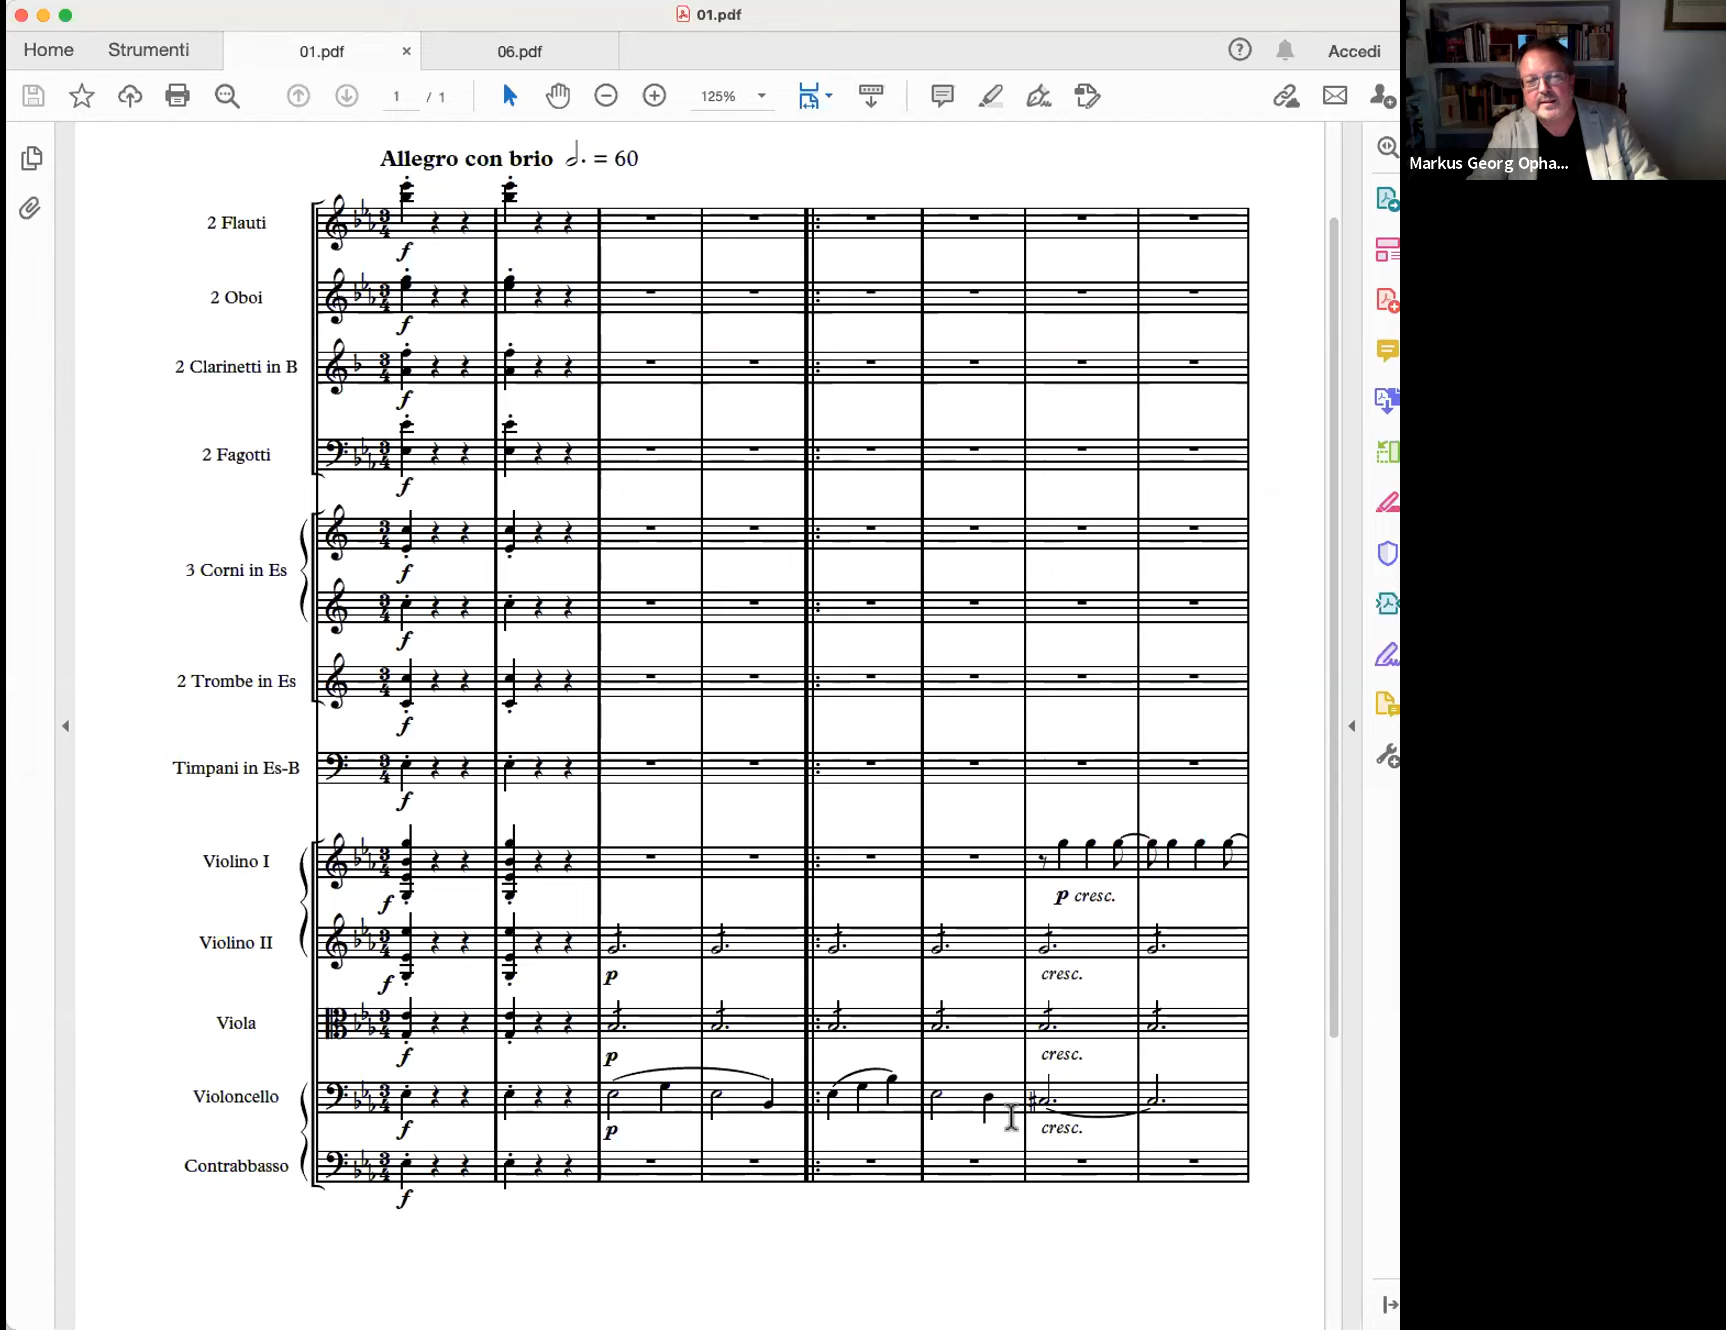 01.pdf
Home Strumenti 01.pdf × 06.pdf Accedi
1 / 1 125%
Markus Georg Opha...
Allegro con brio = 60
2 Flauti
f
2 Oboi
f
2 Clarinetti in B
f
2 Fagotti
f
3 Corni in Es
f
f
2 Trombe in Es
f
Timpani in Es-B
f
Violino I
f p cresc.
Violino II
f p cresc.
Viola
f p cresc.
Violoncello
f p cresc.
Contrabbasso
f